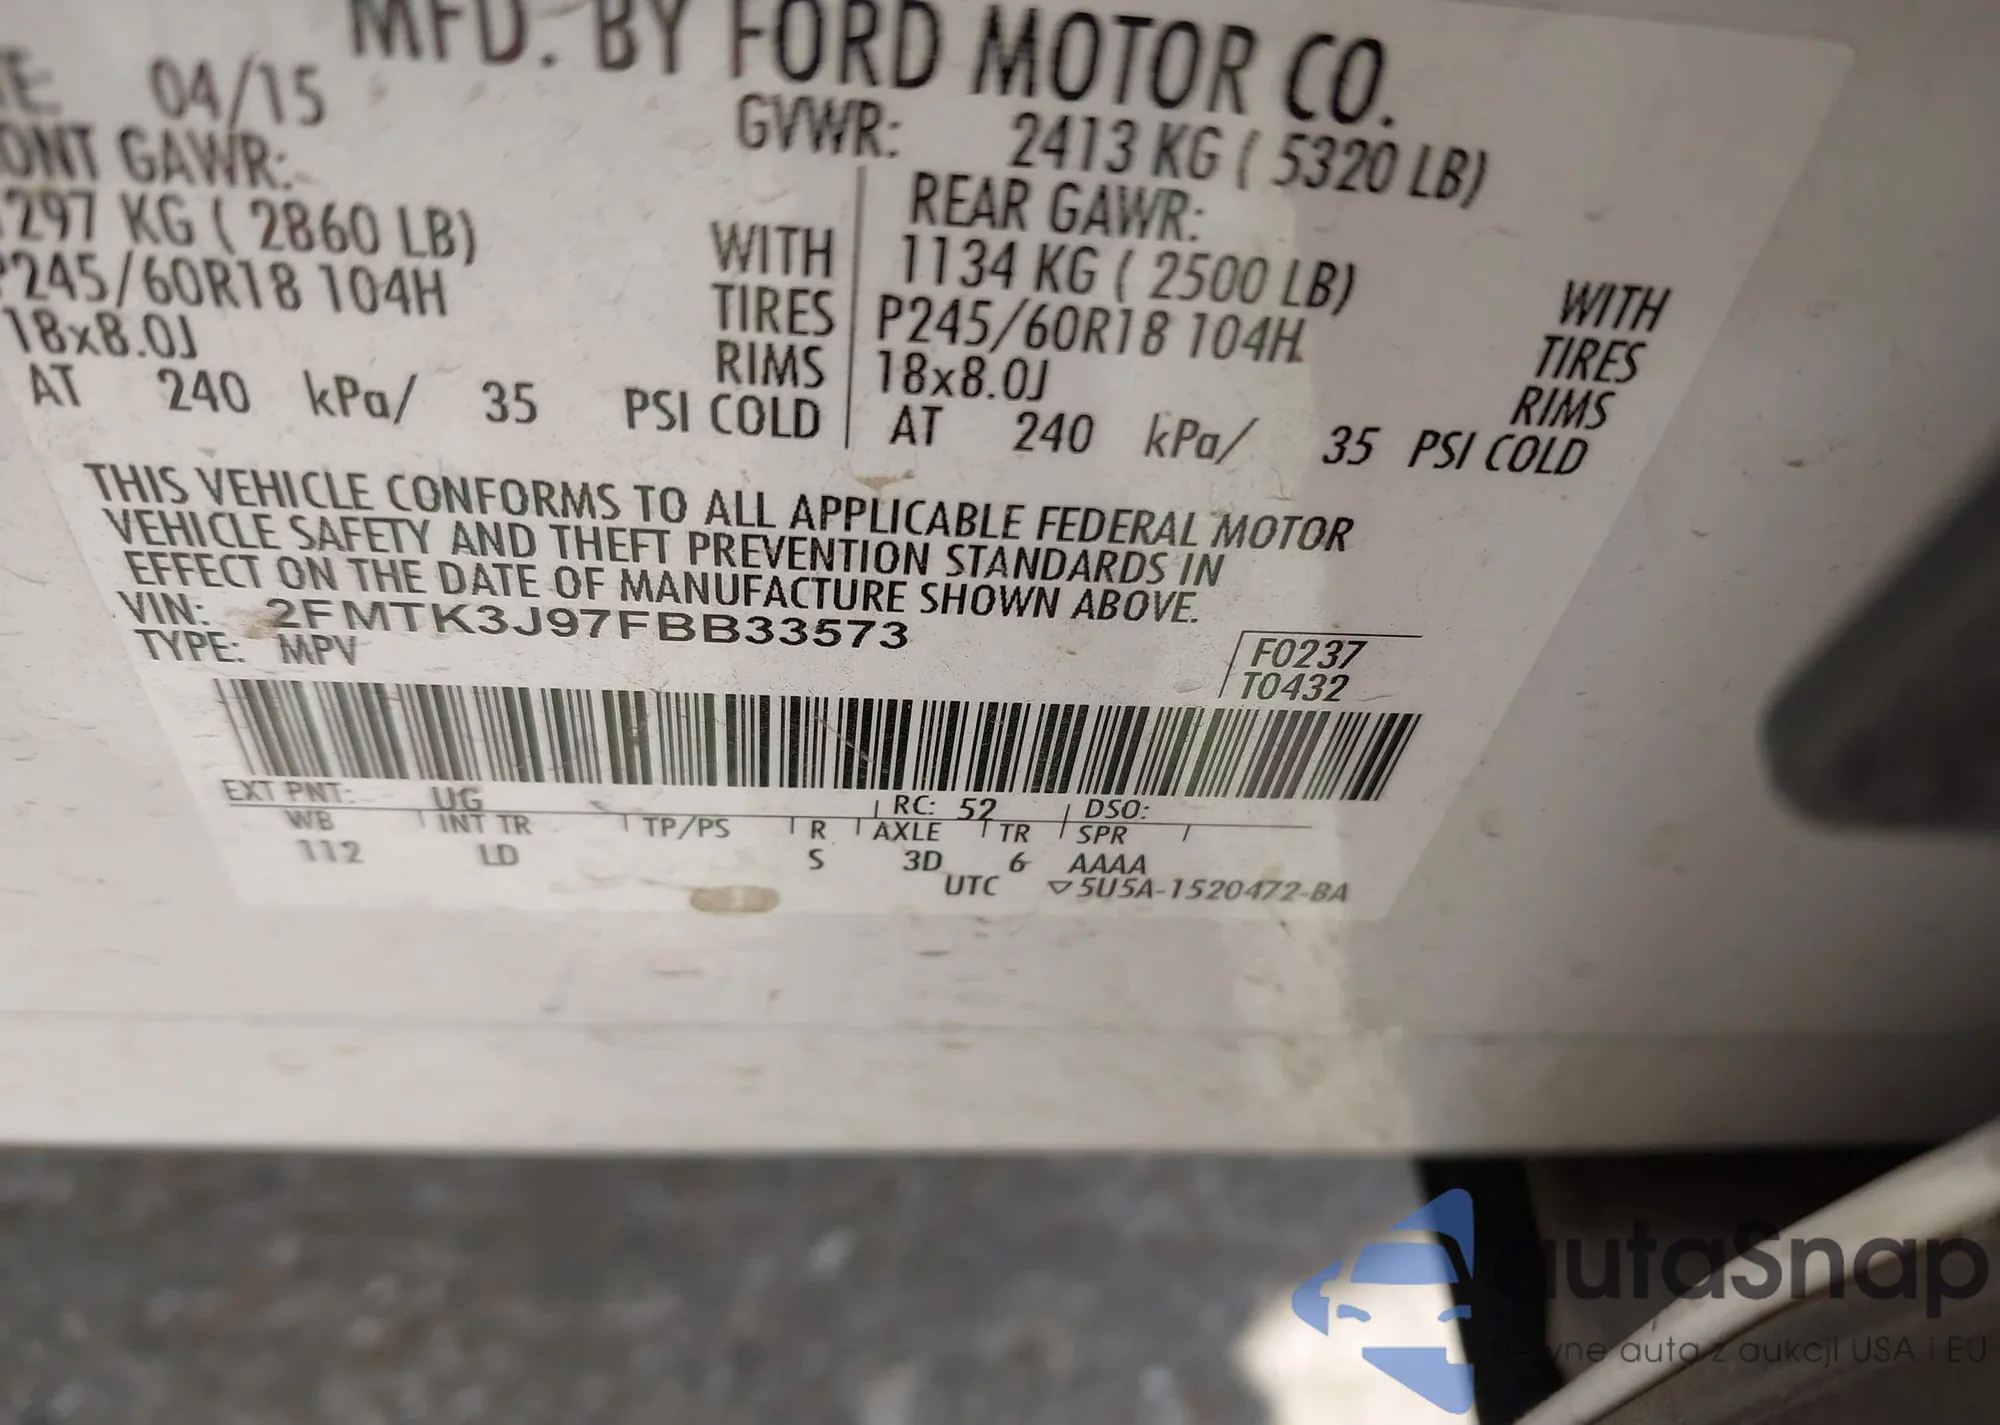 MFD. BY FORD MOTOR CO.
04/15
GVWR: 2413 KG ( 5320 LB)
ONT GAWR: REAR GAWR:
1297 KG ( 2860 LB) WITH 1134 KG ( 2500 LB) WITH
P245/60R18 104H TIRES P245/60R18 104H TIRES
18x8.0J RIMS 18x8.0J RIMS
AT 240 kPa/ 35 PSI COLD AT 240 kPa/ 35 PSI COLD
THIS VEHICLE CONFORMS TO ALL APPLICABLE FEDERAL MOTOR
VEHICLE SAFETY AND THEFT PREVENTION STANDARDS IN
EFFECT ON THE DATE OF MANUFACTURE SHOWN ABOVE.
VIN: 2FMTK3J97FBB33573
TYPE: MPV
F0237
T0432
EXT PNT: UG RC: 52 DSO:
WB INT TR TP/PS R AXLE TR SPR
112 LD S 3D 6 AAAA
UTC ▽5U5A-1520472-BA
autaSnap
auta z aukcji USA i EU